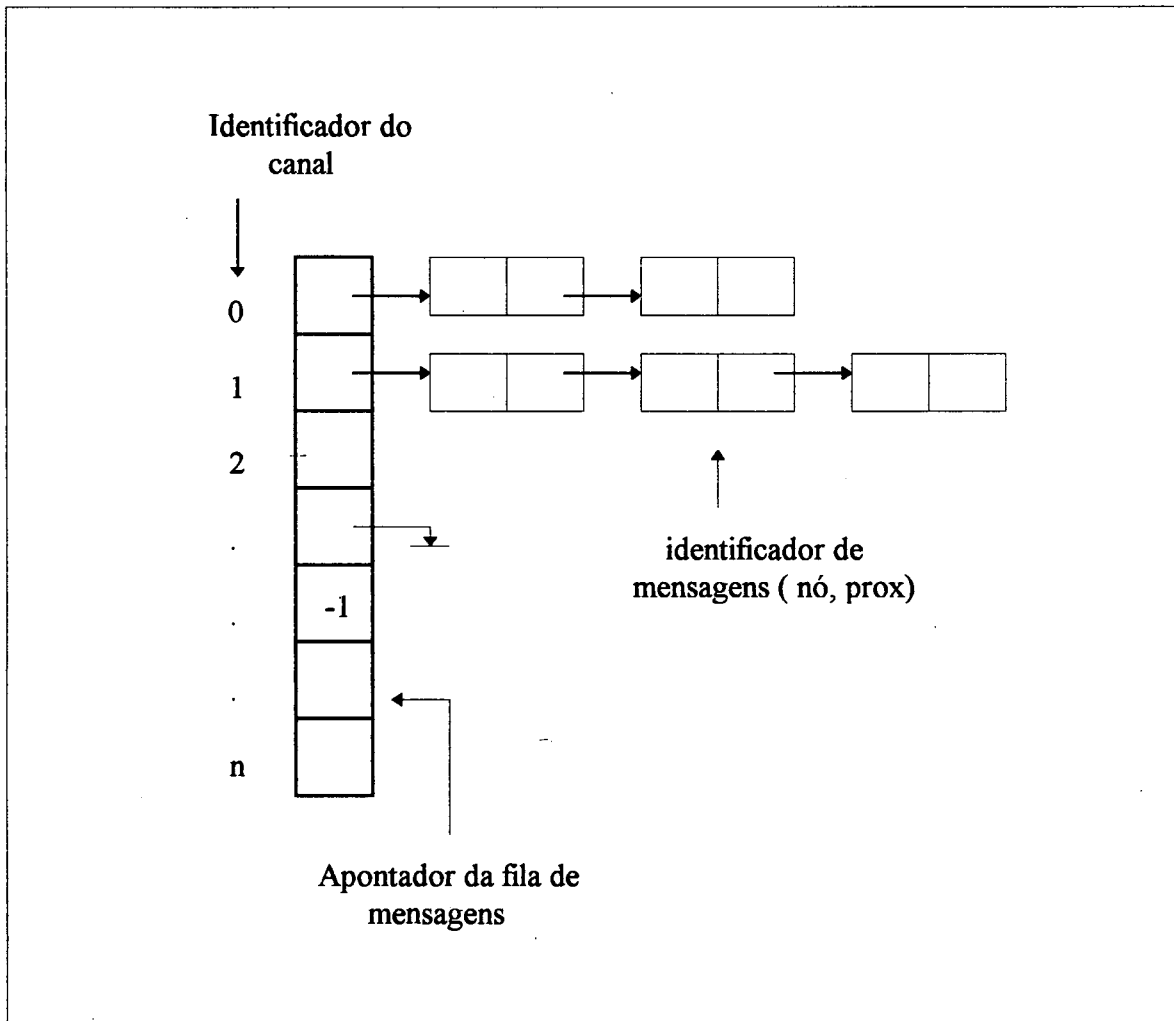 Identificador do
canal
0
1
2
.
identificador de
mensagens ( nó, prox)
-1
.
.
n
Apontador da fila de
mensagens